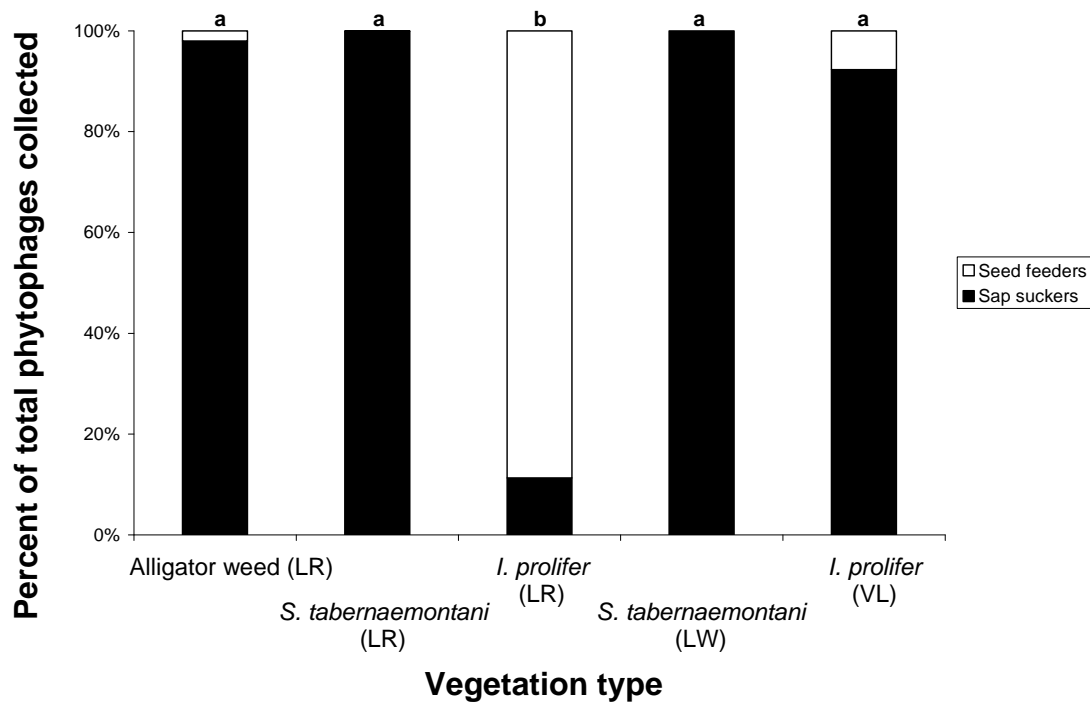 a a b a a
100%
80%
60%
40%
20%
0%
Percent of total phytophages collected
Seed feeders
Sap suckers
Alligator weed (LR)
S. tabernaemontani
(LR)
I. prolifer
(LR)
S. tabernaemontani
(LW)
I. prolifer
(VL)
Vegetation type